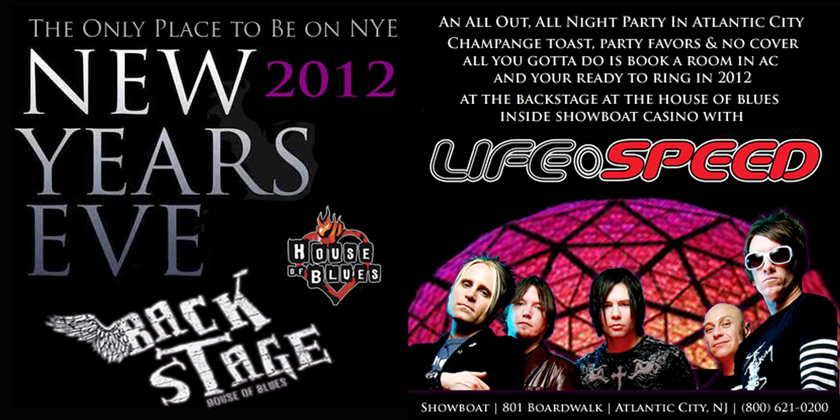 The Only Place to Be on NYE
NEW
2012
YEARS
EVE
HOUSE
OF BLUES
BACK
STAGE
HOUSE OF BLUES
An All Out, All Night Party In Atlantic City
Champange toast, party favors & no cover
all you gotta do is book a room in AC
and your ready to ring in 2012
at the backstage at the house of blues
inside Showboat Casino with
LIFE SPEED
Showboat | 801 Boardwalk | Atlantic City, NJ | (800) 621-0200